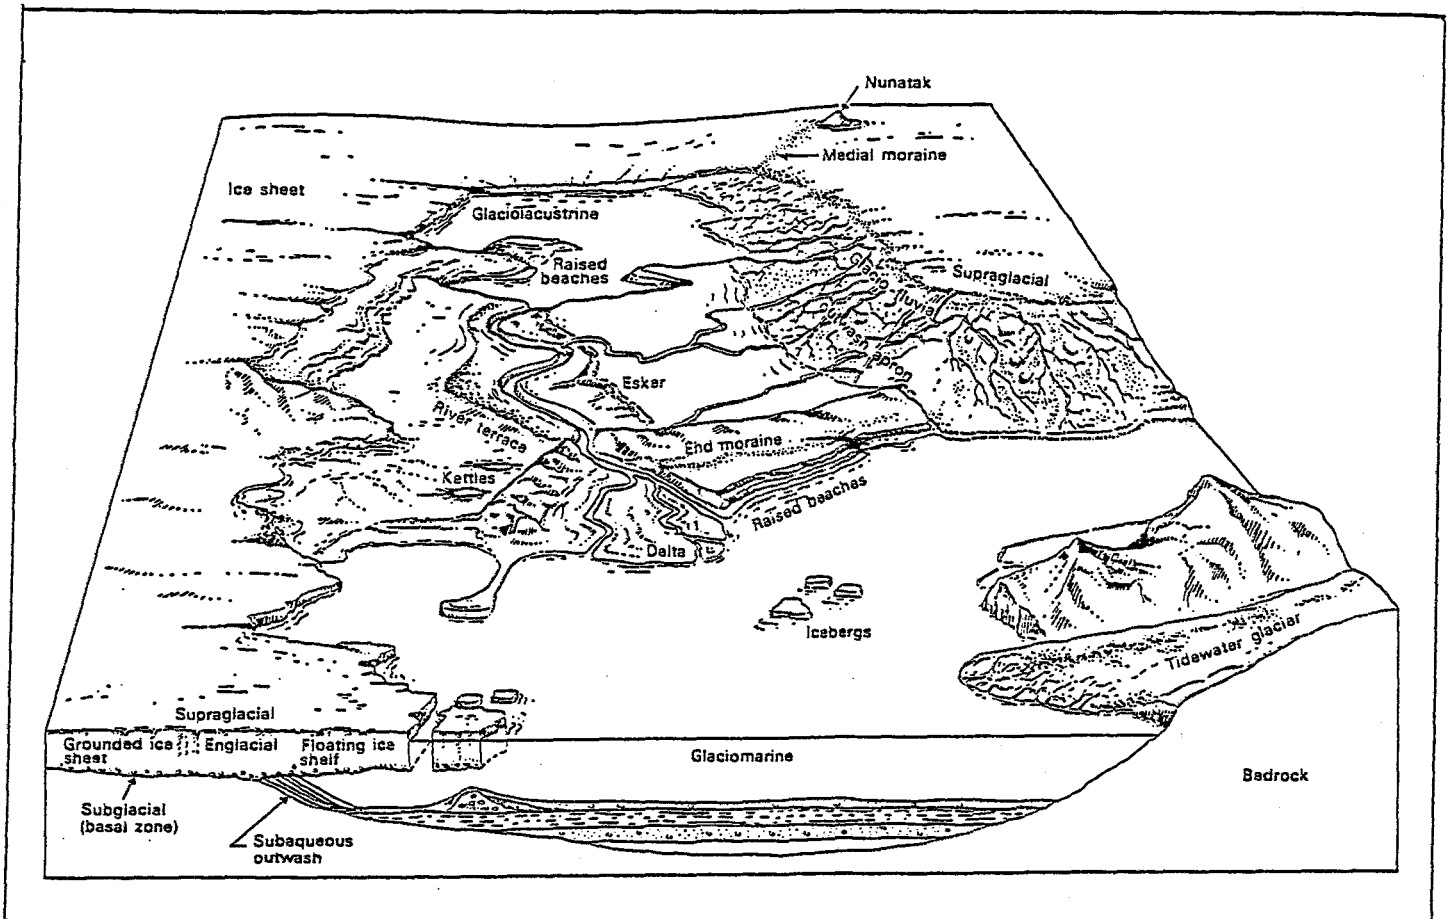 Nunatak
Medial moraine
Ice sheet
Glaciolacustrine
Raised
beaches
Supraglacial
Glacio fluvial
outwash apron
Esker
River terrace
End moraine
Kettles
Raised beaches
Delta
Icebergs
Tidewater glacier
Supraglacial
Grounded ice
sheet
Englacial
Floating ice
shelf
Glaciomarine
Bedrock
Subglacial
(basal zone)
Subaqueous
outwash